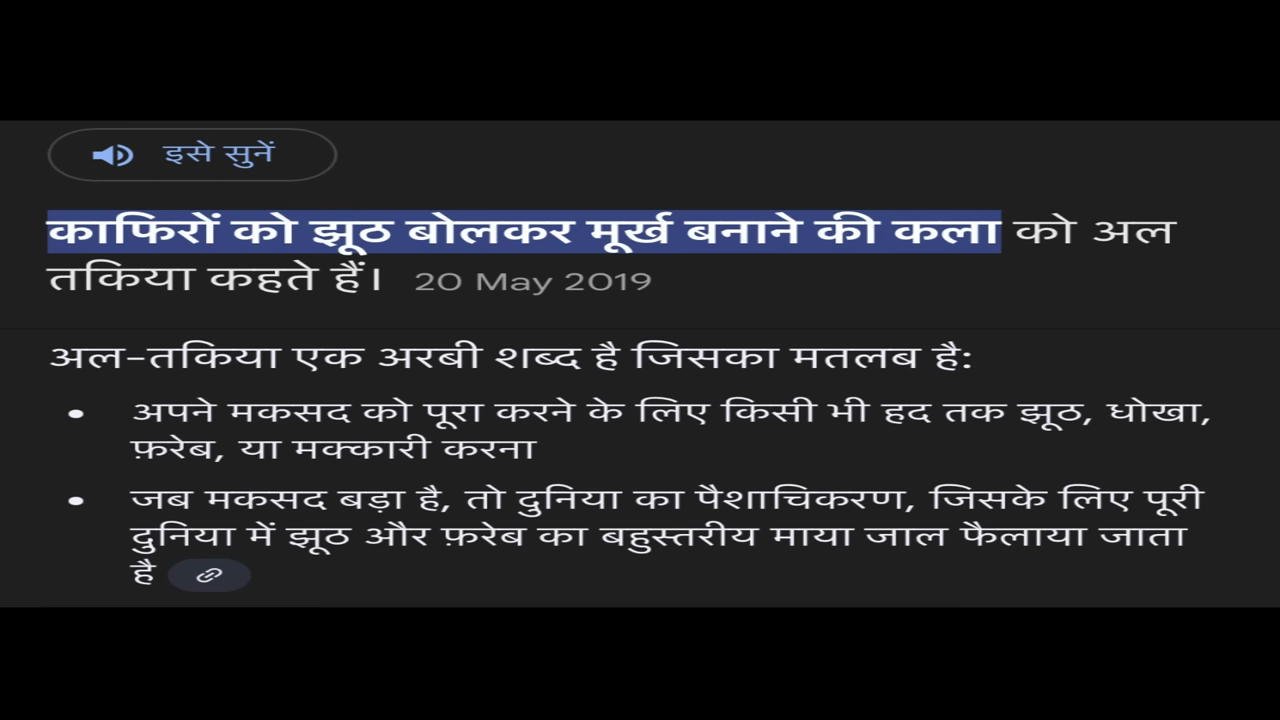 इसे सुनें
काफिरों को झूठ बोलकर मूर्ख बनाने की कला को अल
तकिया कहते हैं। 20 May 2019
अल-तकिया एक अरबी शब्द है जिसका मतलब है:
• अपने मकसद को पूरा करने के लिए किसी भी हद तक झूठ, धोखा,
फ़रेब, या मक्कारी करना
• जब मकसद बड़ा है, तो दुनिया का पैशाचिकरण, जिसके लिए पूरी
दुनिया में झूठ और फ़रेब का बहुस्तरीय माया जाल फैलाया जाता
है